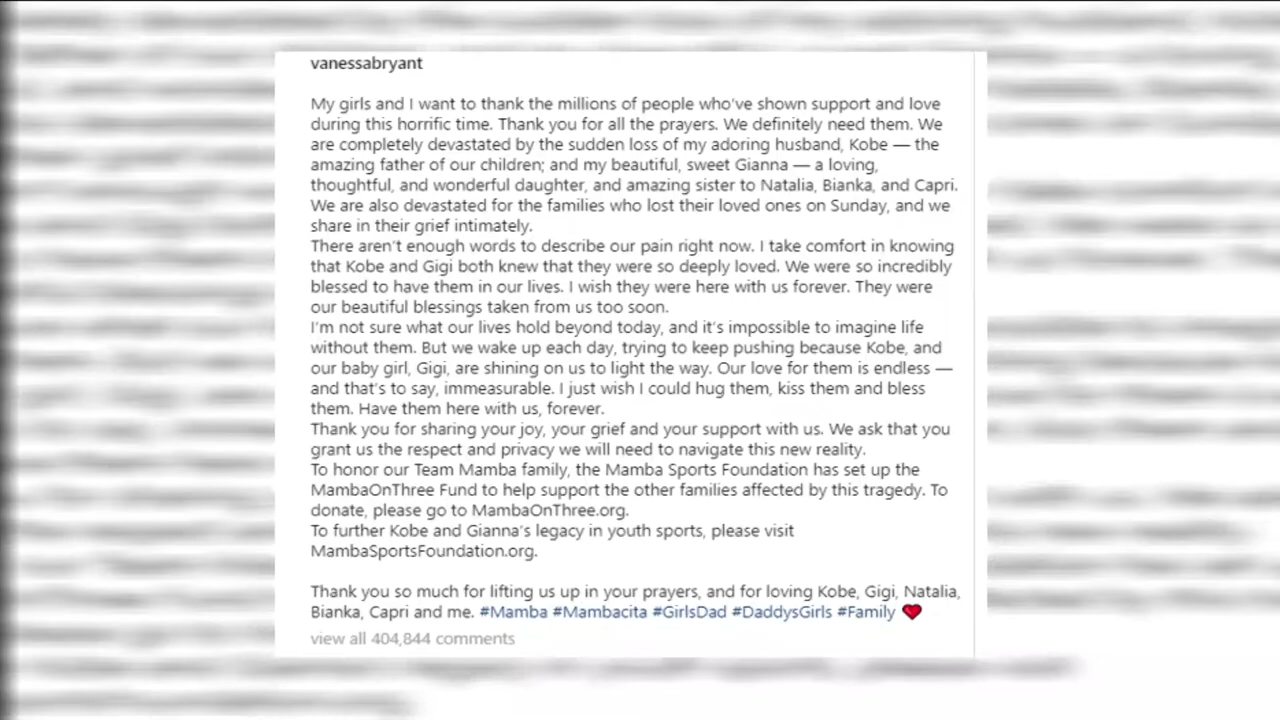 vanessabryant
My girls and I want to thank the millions of people who've shown support and love
during this horrific time. Thank you for all the prayers. We definitely need them. We
are completely devastated by the sudden loss of my adoring husband, Kobe — the
amazing father of our children; and my beautiful, sweet Gianna — a loving,
thoughtful, and wonderful daughter, and amazing sister to Natalia, Bianka, and Capri.
We are also devastated for the families who lost their loved ones on Sunday, and we
share in their grief intimately.
There aren't enough words to describe our pain right now. I take comfort in knowing
that Kobe and Gigi both knew that they were so deeply loved. We were so incredibly
blessed to have them in our lives. I wish they were here with us forever. They were
our beautiful blessings taken from us too soon.
I'm not sure what our lives hold beyond today, and it's impossible to imagine life
without them. But we wake up each day, trying to keep pushing because Kobe, and
our baby girl, Gigi, are shining on us to light the way. Our love for them is endless —
and that's to say, immeasurable. I just wish I could hug them, kiss them and bless
them. Have them here with us, forever.
Thank you for sharing your joy, your grief and your support with us. We ask that you
grant us the respect and privacy we will need to navigate this new reality.
To honor our Team Mamba family, the Mamba Sports Foundation has set up the
MambaOnThree Fund to help support the other families affected by this tragedy. To
donate, please go to MambaOnThree.org.
To further Kobe and Gianna's legacy in youth sports, please visit
MambaSportsFoundation.org.
Thank you so much for lifting us up in your prayers, and for loving Kobe, Gigi, Natalia,
Bianka, Capri and me. #Mamba #Mambacita #GirlsDad #DaddysGirls #Family ❤️
view all 404,844 comments